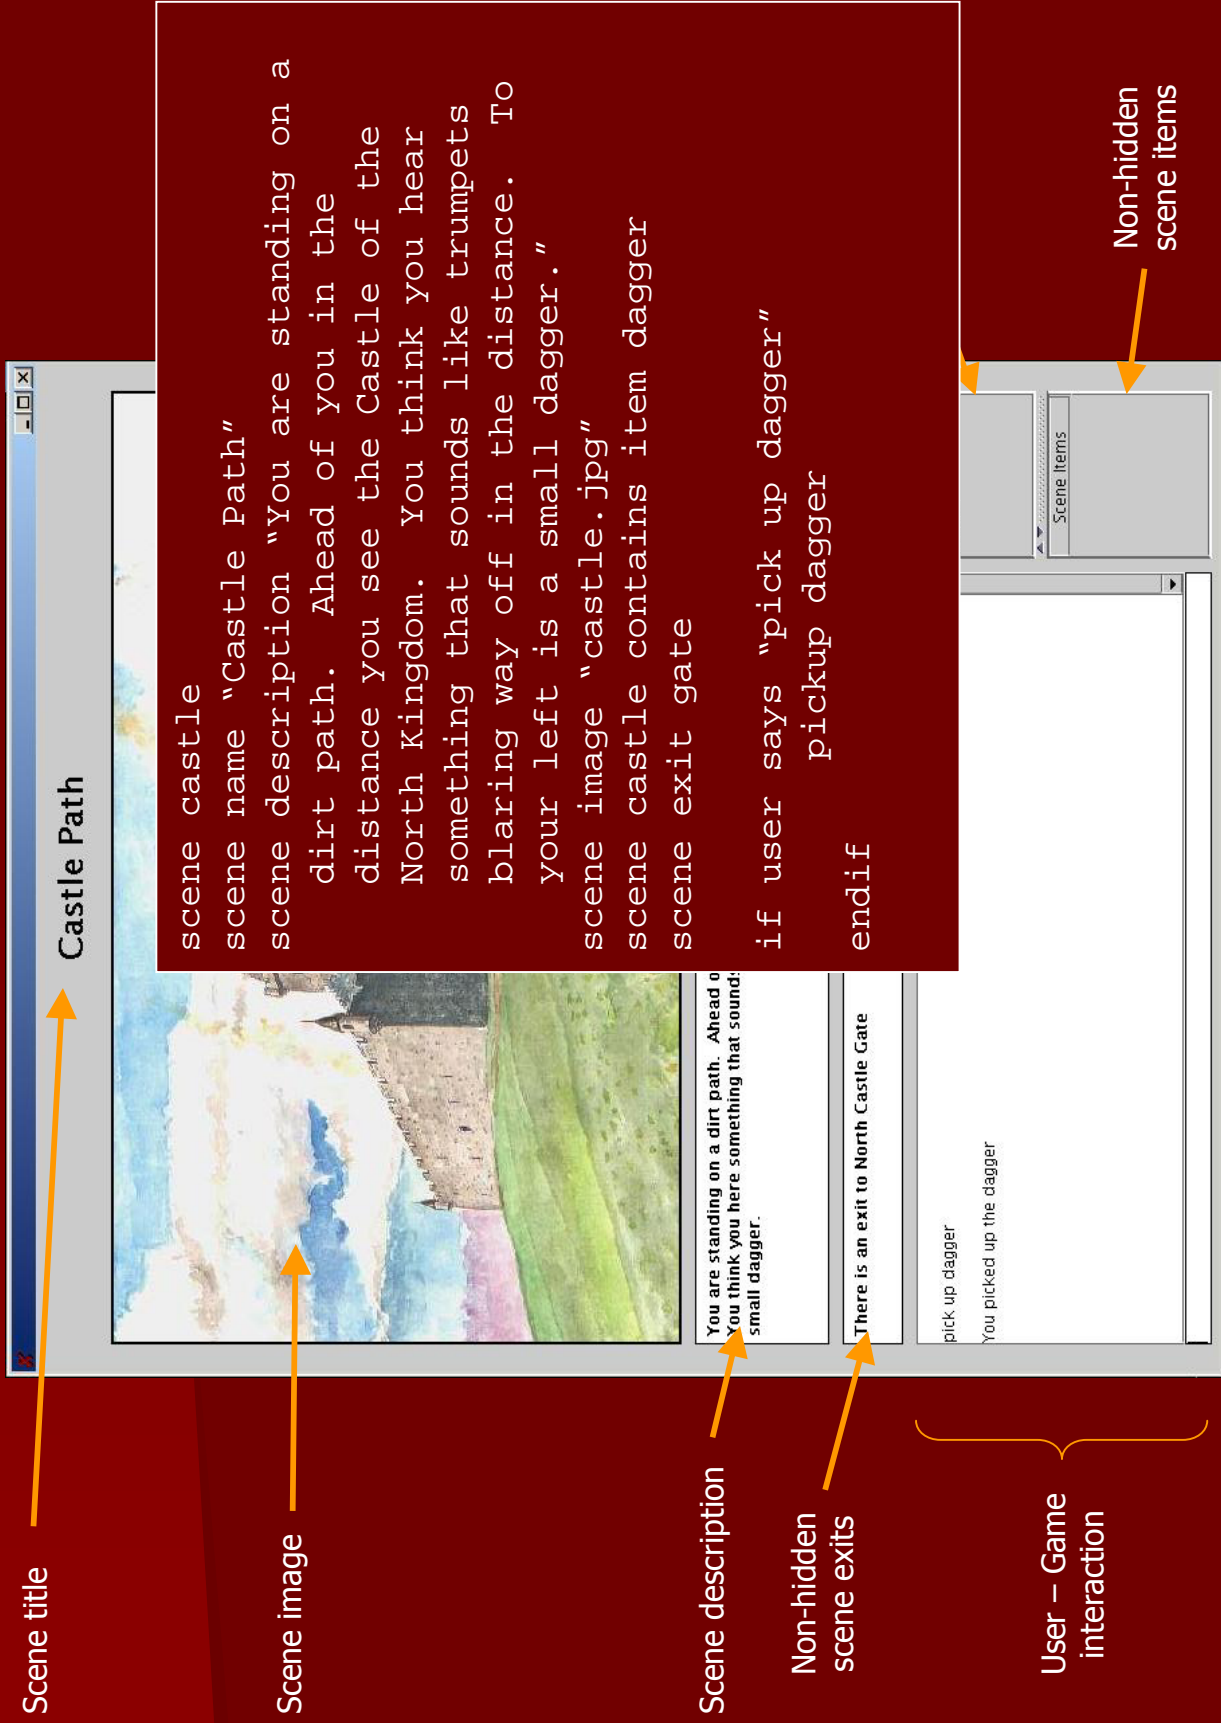 Scene title
Castle Path
Scene image
scene castle
scene name “Castle Path”
scene description “You are standing on a
dirt path. Ahead of you in the
distance you see the Castle of the
North Kingdom. You think you hear
something that sounds like trumpets
blaring way off in the distance. To
your left is a small dagger.”
scene image “castle.jpg”
scene castle contains item dagger
scene exit gate
if user says “pick up dagger”
pickup dagger
endif
Scene description
You are standing on a dirt path. Ahead o
You think you here something that sound
small dagger.
Non-hidden
scene exits
There is an exit to North Castle Gate
User – Game
interaction
pick up dagger
You picked up the dagger
Scene Items
Non-hidden
scene items